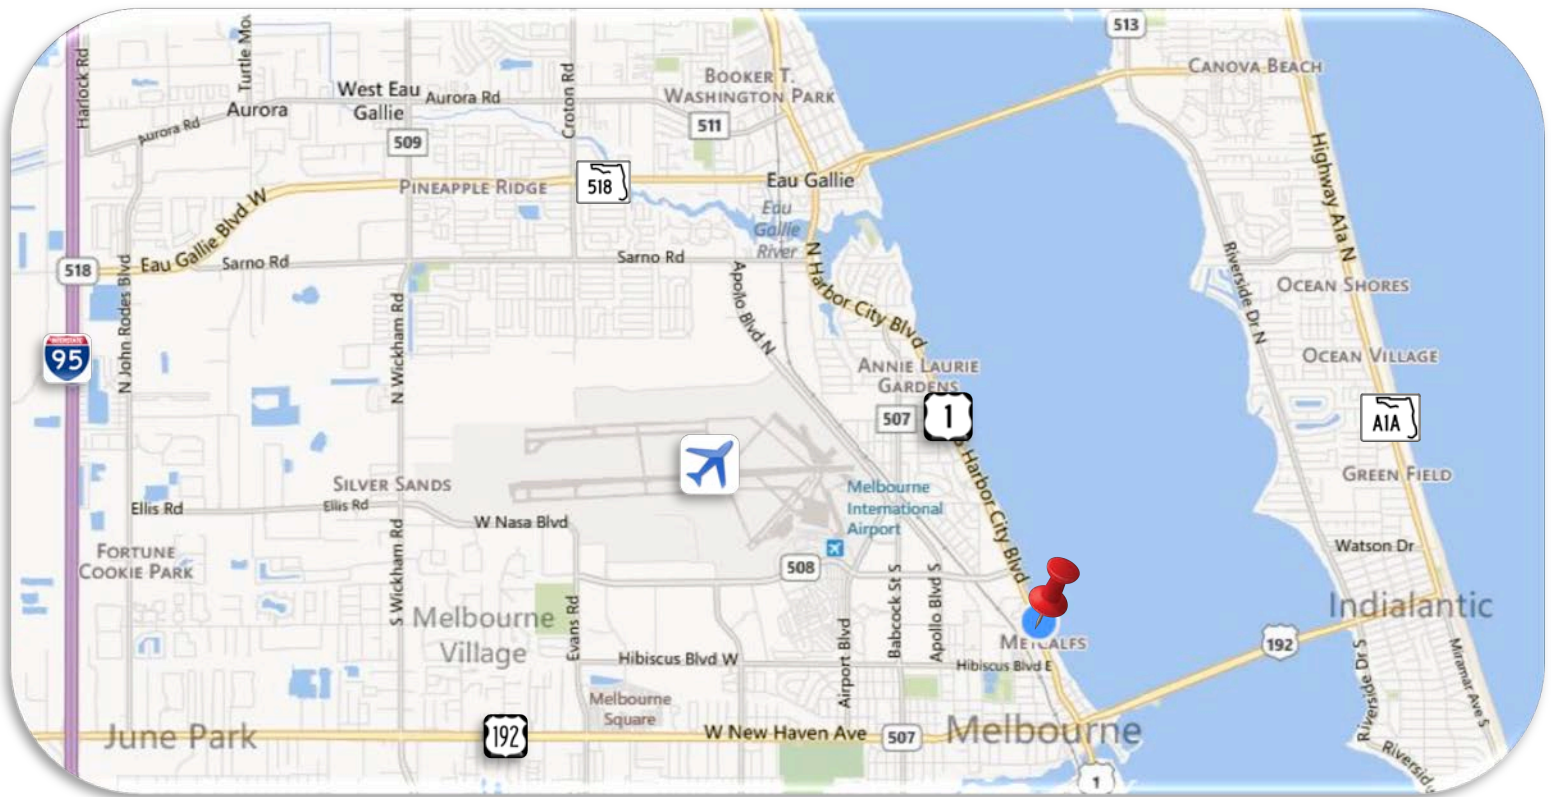 513
CANOVA BEACH
Harlock Rd
Turtle Mo
Croton Rd
BOOKER T.
WASHINGTON PARK
West Eau
Gallie
Aurora Rd
Aurora
Aurora Rd
511
509
518
PINEAPPLE RIDGE
Eau Gallie
Highway A1a N
Eau Gallie Blvd W
Eau
Gallie
River
518
Sarno Rd
Sarno Rd
N John Rodes Blvd
Apollo Blvd N
N Harbor City Blvd
Riverside Dr N
OCEAN SHORES
INTERSTATE
95
N Wickham Rd
ANNIE LAURIE
GARDENS
OCEAN VILLAGE
507
1
A1A
S Harbor City Blvd
GREEN FIELD
SILVER SANDS
Ellis Rd
Ellis Rd
W Nasa Blvd
Melbourne
International
Airport
Watson Dr
FORTUNE
COOKIE PARK
S Wickham Rd
508
Babcock St S
Apollo Blvd S
Indialantic
Melbourne
Village
Evans Rd
Airport Blvd
METCALFS
192
Hibiscus Blvd W
Hibiscus Blvd E
Riverside Dr S
Miramar Ave S
Melbourne
Square
June Park
192
W New Haven Ave
507
Melbourne
Riverside
1